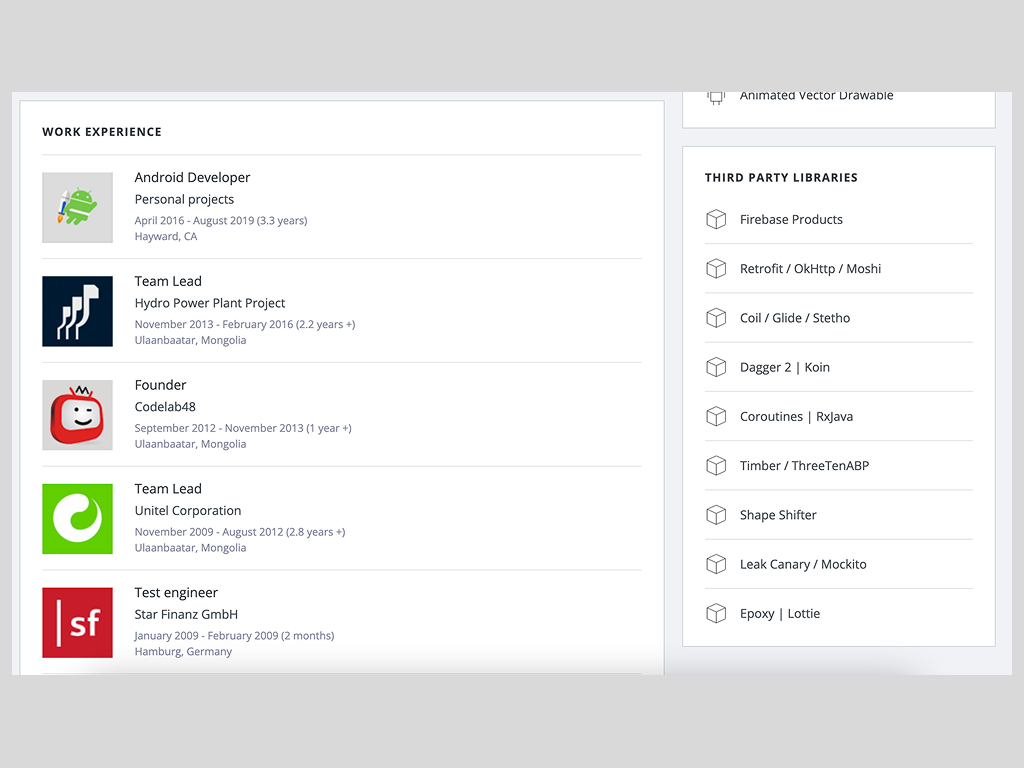 WORK EXPERIENCE
Android Developer
Personal projects
April 2016 - August 2019 (3.3 years)
Hayward, CA
Team Lead
Hydro Power Plant Project
November 2013 - February 2016 (2.2 years +)
Ulaanbaatar, Mongolia
Founder
Codelab48
September 2012 - November 2013 (1 year +)
Ulaanbaatar, Mongolia
Team Lead
Unitel Corporation
November 2009 - August 2012 (2.8 years +)
Ulaanbaatar, Mongolia
sf
Test engineer
Star Finanz GmbH
January 2009 - February 2009 (2 months)
Hamburg, Germany
Animated Vector Drawable
THIRD PARTY LIBRARIES
Firebase Products
Retrofit / OkHttp / Moshi
Coil / Glide / Stetho
Dagger 2 | Koin
Coroutines | RxJava
Timber / ThreeTenABP
Shape Shifter
Leak Canary / Mockito
Epoxy | Lottie